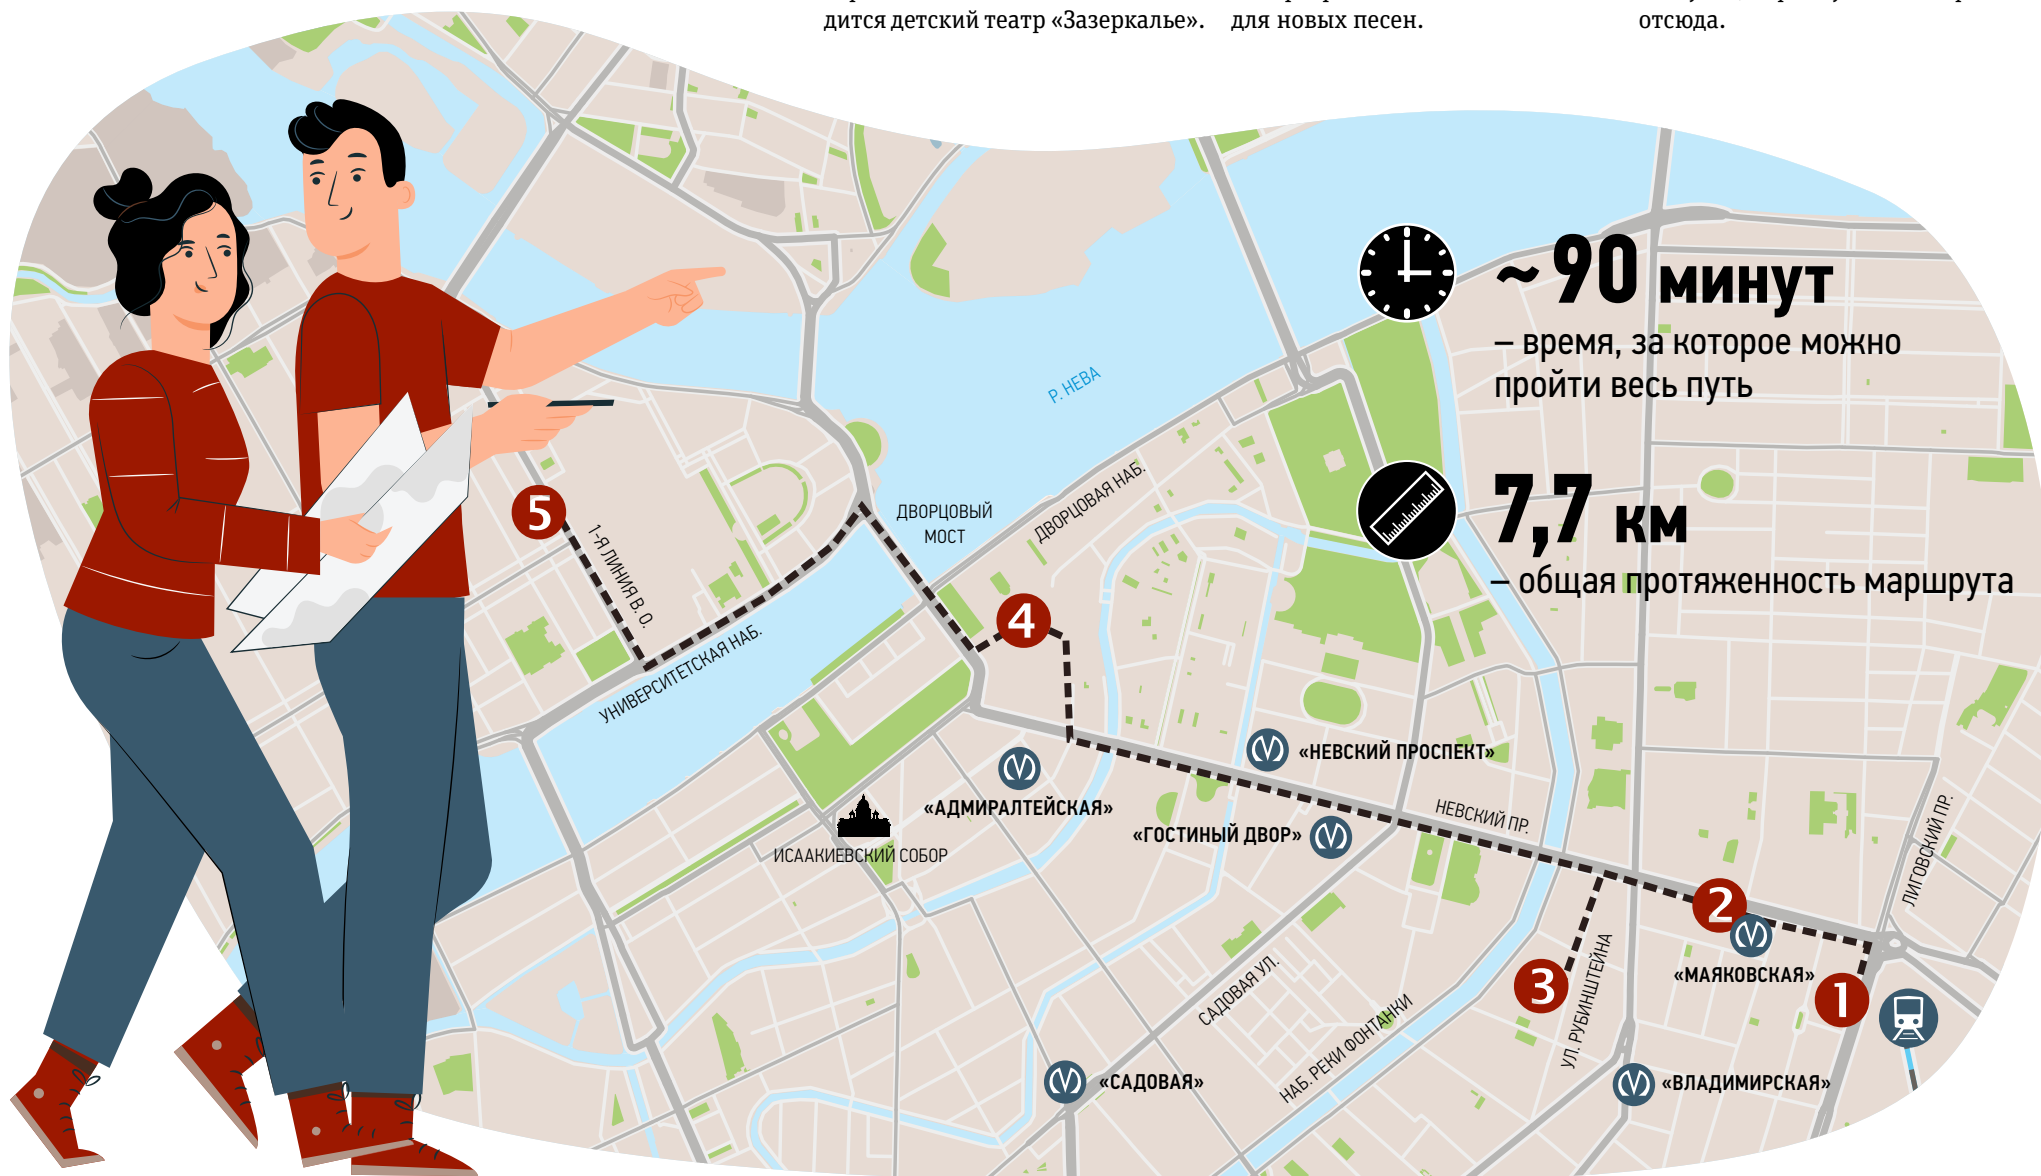 дится детский театр «Зазеркалье».
для новых песен.
отсюда.
~90 минут
– время, за которое можно
пройти весь путь
7,7 км
– общая протяженность маршрута
Р. НЕВА
ДВОРЦОВЫЙ
МОСТ
ДВОРЦОВАЯ НАБ.
5
1-Я ЛИНИЯ В. О.
УНИВЕРСИТЕТСКАЯ НАБ.
4
«НЕВСКИЙ ПРОСПЕКТ»
«АДМИРАЛТЕЙСКАЯ»
«ГОСТИНЫЙ ДВОР»
НЕВСКИЙ ПР.
ИСААКИЕВСКИЙ СОБОР
ЛИГОВСКИЙ ПР.
2
«МАЯКОВСКАЯ»
1
3
УЛ. РУБИНШТЕЙНА
САДОВАЯ УЛ.
НАБ. РЕКИ ФОНТАНКИ
«САДОВАЯ»
«ВЛАДИМИРСКАЯ»